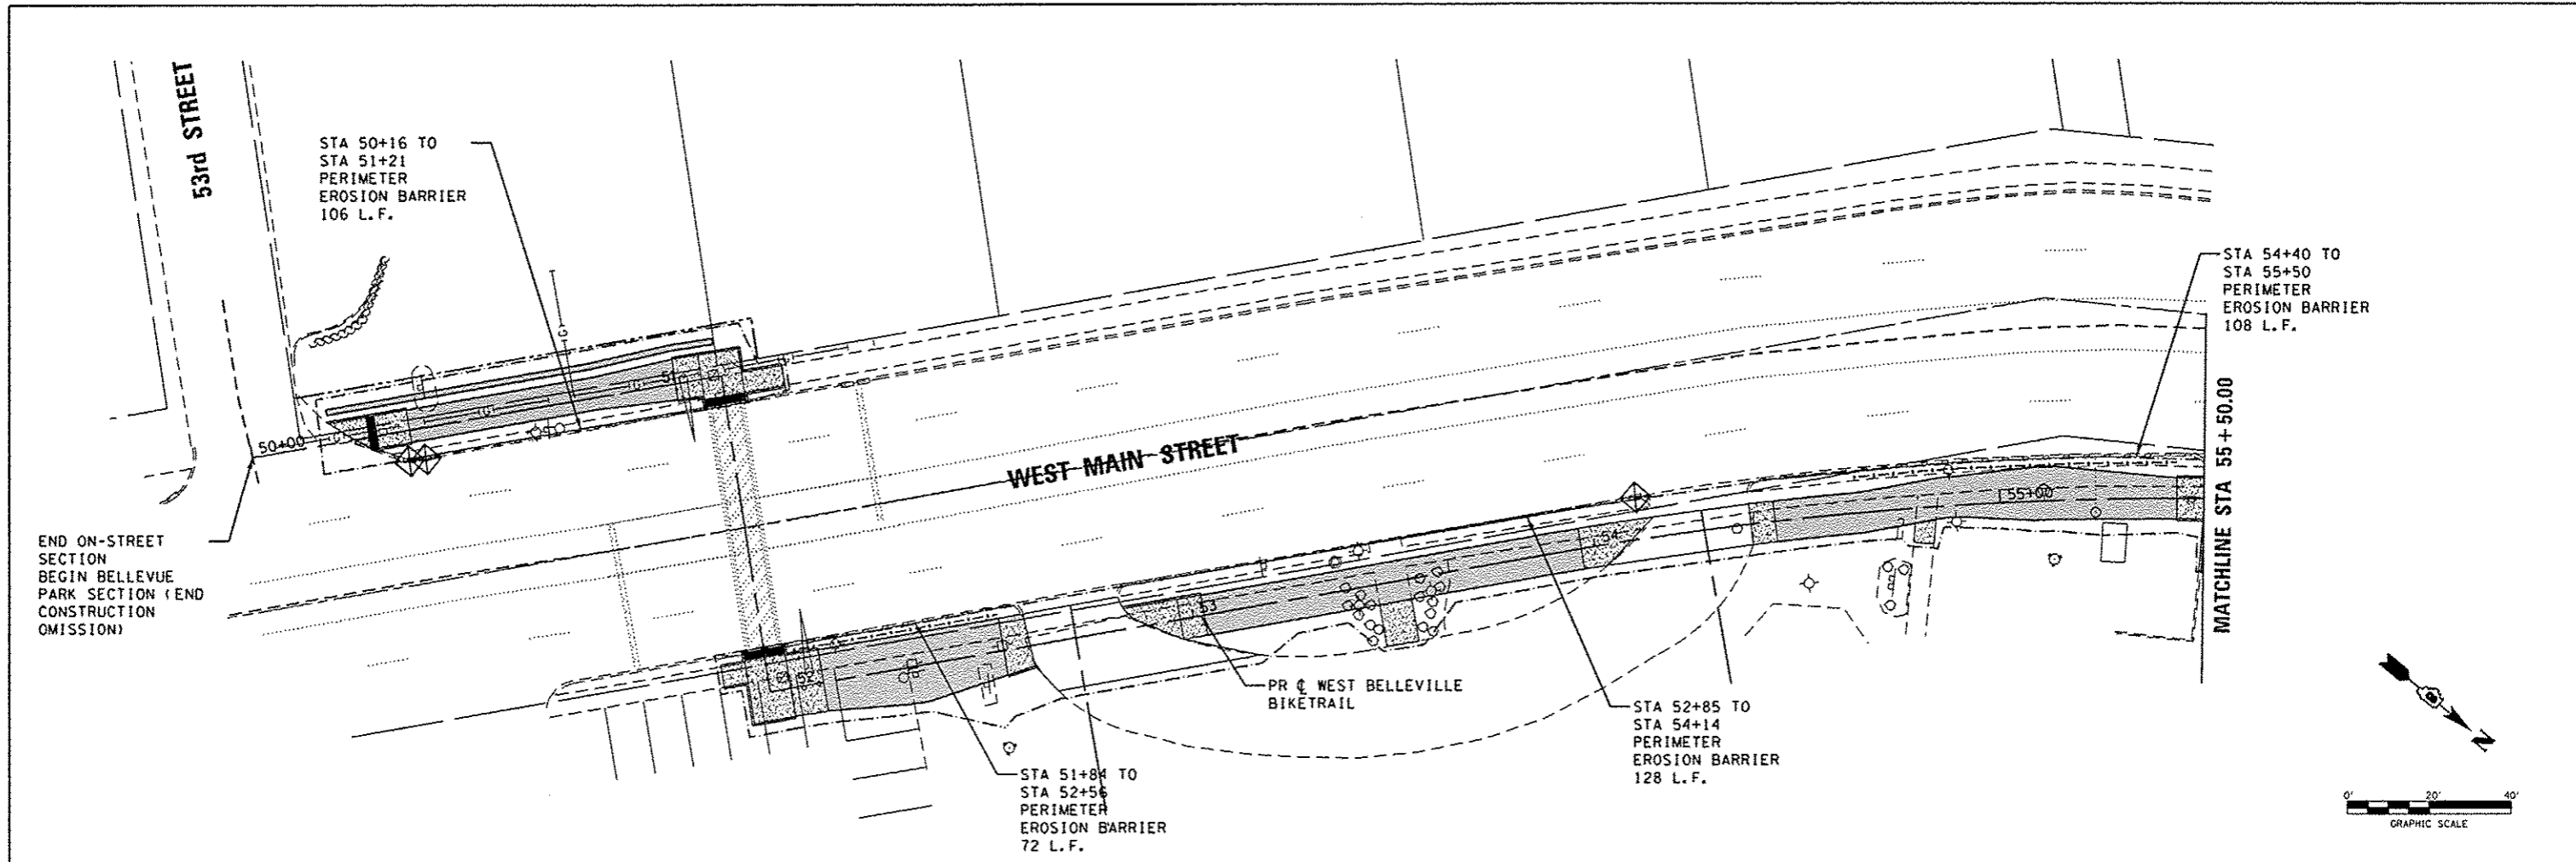 53rd STREET
STA 50+16 TO
STA 51+21
PERIMETER
EROSION BARRIER
106 L.F.
STA 54+40 TO
STA 55+50
PERIMETER
EROSION BARRIER
108 L.F.
50+00
WEST MAIN STREET
MATCHLINE STA 55+50.00
END ON-STREET
SECTION
BEGIN BELLEVUE
PARK SECTION (END
CONSTRUCTION
OMISSION)
51
52
53
54
55+00
G
G
G
G
PR ℄ WEST BELLEVILLE
BIKETRAIL
STA 52+85 TO
STA 54+14
PERIMETER
EROSION BARRIER
128 L.F.
STA 51+84 TO
STA 52+56
PERIMETER
EROSION BARRIER
72 L.F.
N
0' 20' 40'
GRAPHIC SCALE